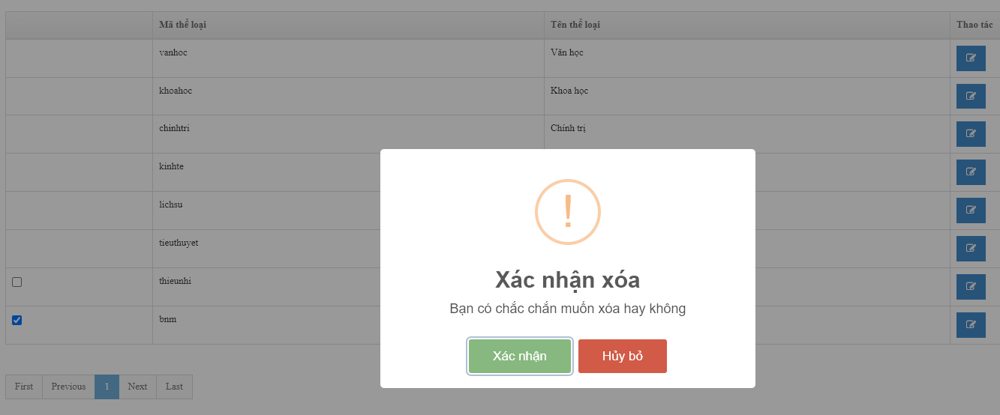 Mã thể loại Tên thể loại Thao tác
vanhoc Văn học
khoahoc Khoa học
chinhtri Chính trị
kinhte
lichsu
tieuthuyet
thieunhi
bnm
!
Xác nhận xóa
Bạn có chắc chắn muốn xóa hay không
Xác nhận Hủy bỏ
First Previous 1 Next Last